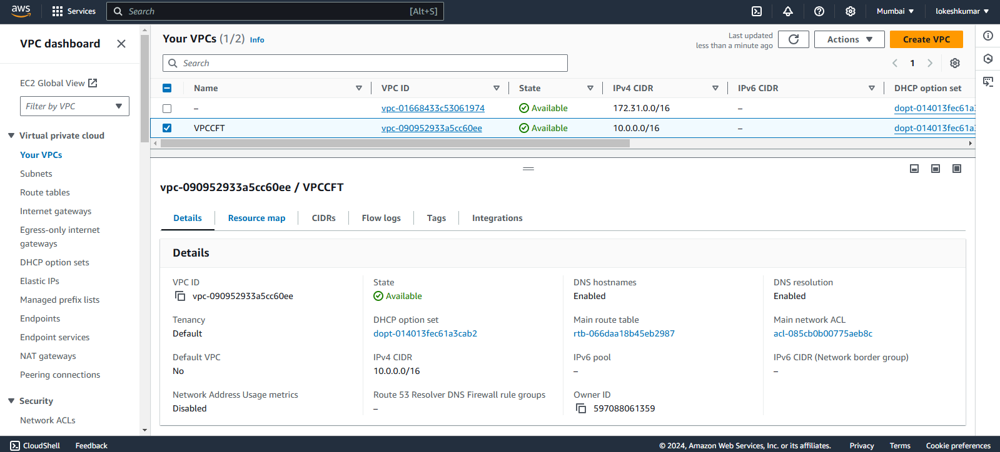 aws
Services
Search
[Alt+S]
Mumbai
lokeshkumar
VPC dashboard
EC2 Global View
Filter by VPC
Virtual private cloud
Your VPCs
Subnets
Route tables
Internet gateways
Egress-only internet
gateways
DHCP option sets
Elastic IPs
Managed prefix lists
Endpoints
Endpoint services
NAT gateways
Peering connections
Security
Network ACLs
Your VPCs (1/2) Info
Last updated
less than a minute ago
Actions
Create VPC
Search
1
Name VPC ID State IPv4 CIDR IPv6 CIDR DHCP option set
– vpc-01668433c53061974 Available 172.31.0.0/16 – dopt-014013fec61a3
VPCCFT vpc-090952933a5cc60ee Available 10.0.0.0/16 – dopt-014013fec61a3
vpc-090952933a5cc60ee / VPCCFT
Details Resource map CIDRs Flow logs Tags Integrations
Details
VPC ID
vpc-090952933a5cc60ee
State
Available
DNS hostnames
Enabled
DNS resolution
Enabled
Tenancy
Default
DHCP option set
dopt-014013fec61a3cab2
Main route table
rtb-066daa18b45eb2987
Main network ACL
acl-085cb0b00775aeb8c
Default VPC
No
IPv4 CIDR
10.0.0.0/16
IPv6 pool
–
IPv6 CIDR (Network border group)
–
Network Address Usage metrics
Disabled
Route 53 Resolver DNS Firewall rule groups
–
Owner ID
597088061359
CloudShell Feedback
© 2024, Amazon Web Services, Inc. or its affiliates. Privacy Terms Cookie preferences